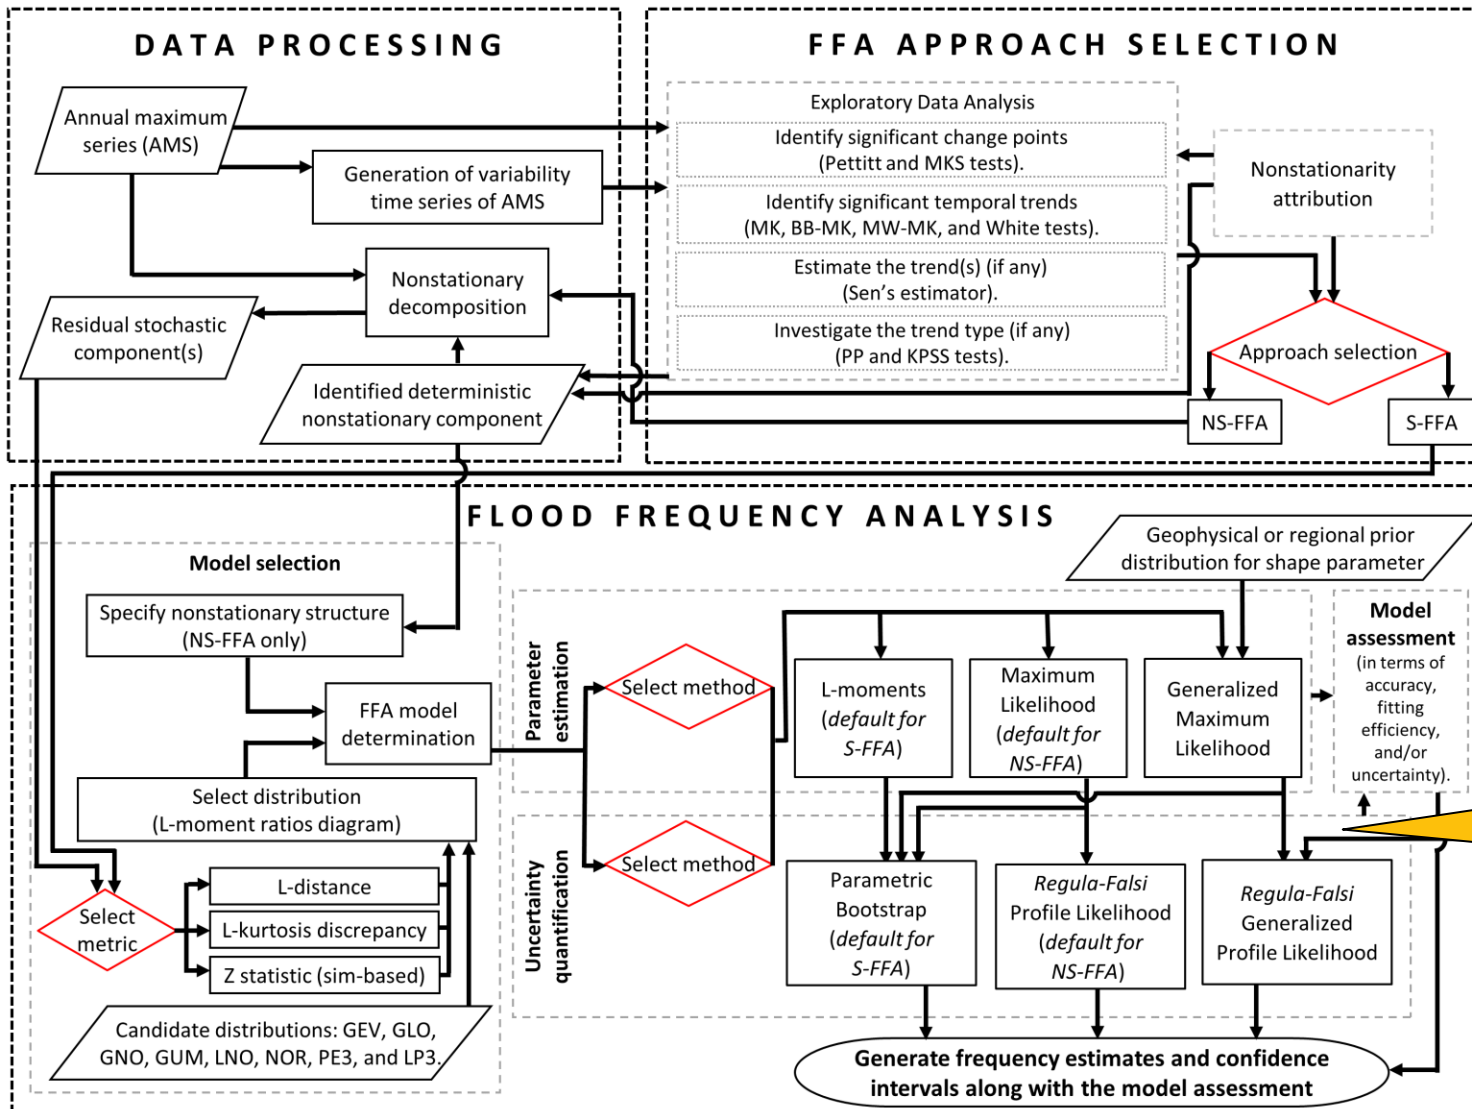 DATA PROCESSING
Annual maximum
series (AMS)
Generation of variability
time series of AMS
Nonstationary
decomposition
Residual stochastic
component(s)
Identified deterministic
nonstationary component
FFA APPROACH SELECTION
Exploratory Data Analysis
Identify significant change points
(Pettitt and MKS tests).
Identify significant temporal trends
(MK, BB-MK, MW-MK, and White tests).
Estimate the trend(s) (if any)
(Sen's estimator).
Investigate the trend type (if any)
(PP and KPSS tests).
Nonstationarity
attribution
Approach selection
NS-FFA
S-FFA
FLOOD FREQUENCY ANALYSIS
Model selection
Specify nonstationary structure
(NS-FFA only)
FFA model
determination
Select distribution
(L-moment ratios diagram)
Select
metric
L-distance
L-kurtosis discrepancy
Z statistic (sim-based)
Candidate distributions: GEV, GLO,
GNO, GUM, LNO, NOR, PE3, and LP3.
Parameter
estimation
Select method
L-moments
(default for
S-FFA)
Maximum
Likelihood
(default for
NS-FFA)
Generalized
Maximum
Likelihood
Geophysical or regional prior
distribution for shape parameter
Model
assessment
(in terms of
accuracy,
fitting
efficiency,
and/or
uncertainty).
Uncertainty
quantification
Select method
Parametric
Bootstrap
(default for
S-FFA)
Regula-Falsi
Profile Likelihood
(default for
NS-FFA)
Regula-Falsi
Generalized
Profile Likelihood
Generate frequency estimates and confidence
intervals along with the model assessment